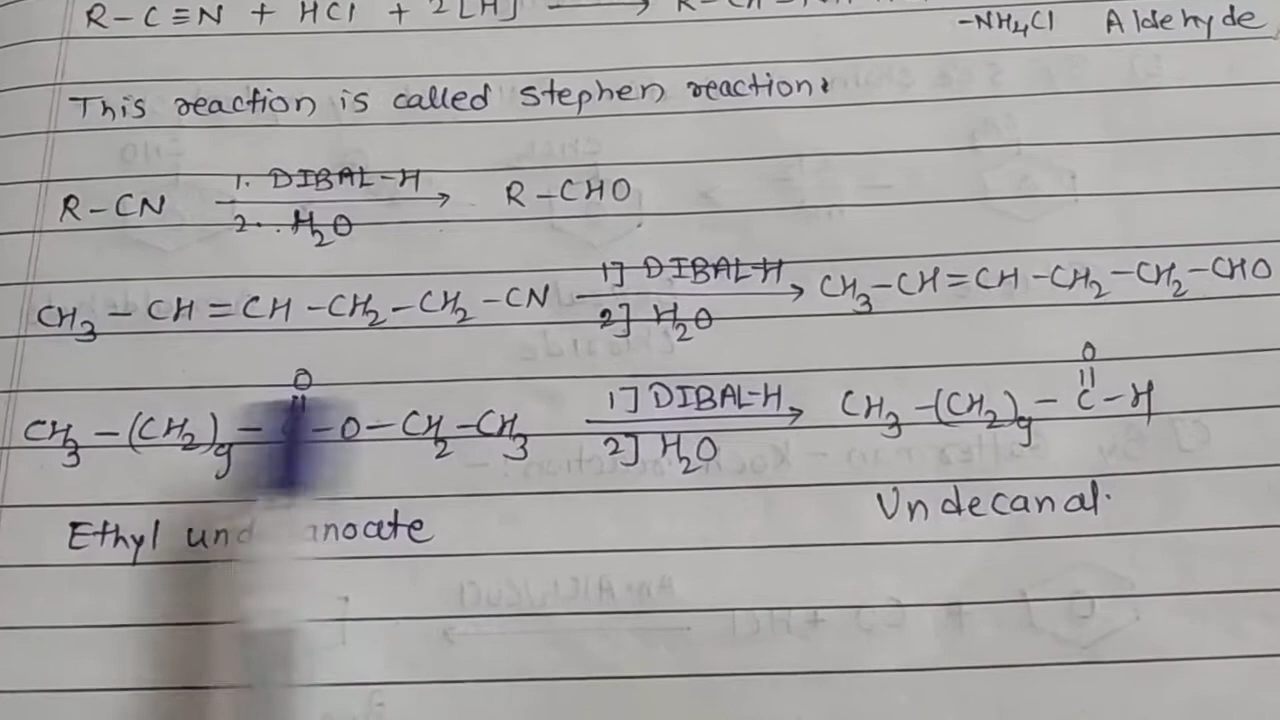 R-C≡N + HCl + 2[H] → R-CH
-NH₄Cl Aldehyde
This reaction is called stephen reaction.
R-CN 1. DIBAL-H 2. H₂O → R-CHO
CH₃-CH=CH-CH₂-CH₂-CN 1] DIBAL-H 2] H₂O → CH₃-CH=CH-CH₂-CH₂-CHO
O O
CH₃-(CH₂)₉- -O-CH₂-CH₃ 1] DIBAL-H 2] H₂O → CH₃-(CH₂)₉-C-H
Ethyl und anoate Undecanal.